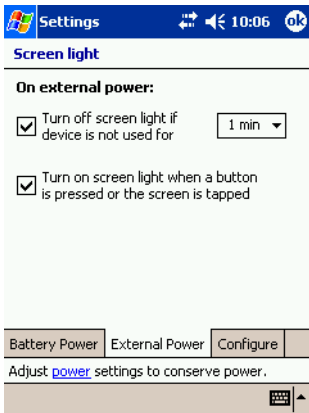 Settings 10:06 ok
Screen light
On external power:
Turn off screen light if
device is not used for 1 min
Turn on screen light when a button
is pressed or the screen is tapped
Battery Power External Power Configure
Adjust power settings to conserve power.